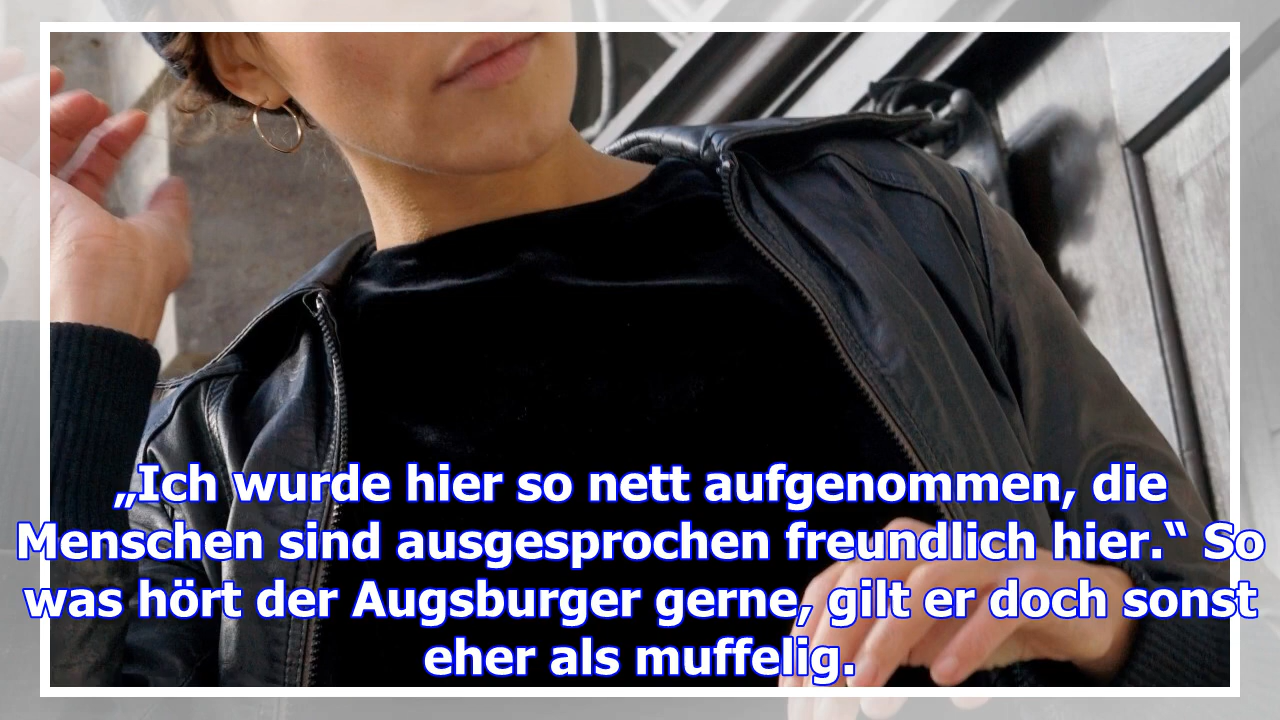 „Ich wurde hier so nett aufgenommen, die
Menschen sind ausgesprochen freundlich hier.“ So
was hört der Augsburger gerne, gilt er doch sonst
eher als muffelig.